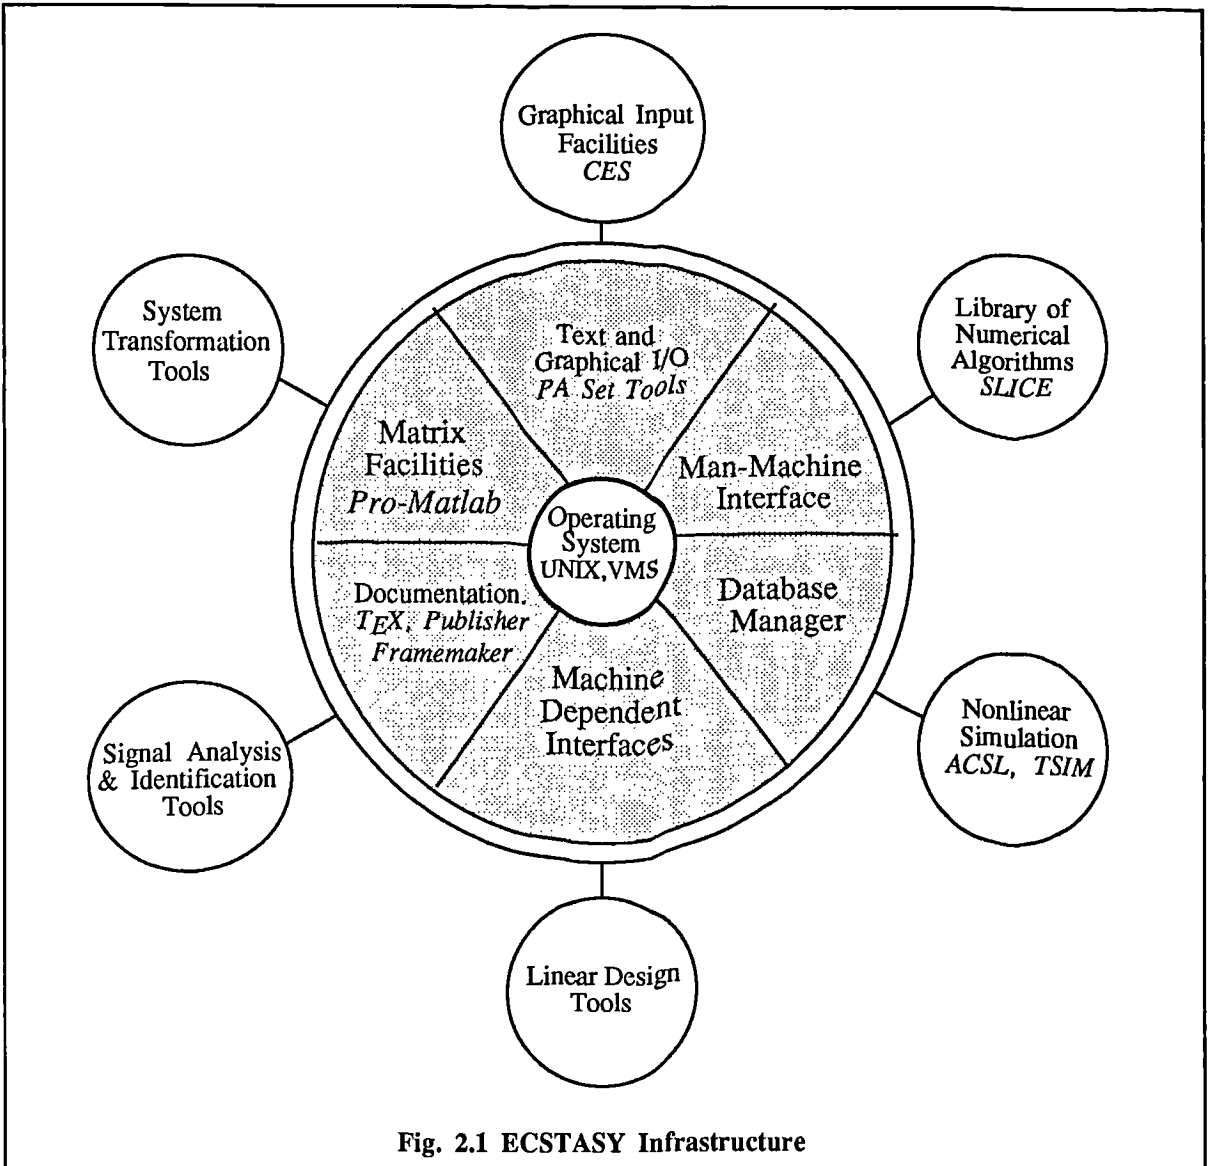 Graphical Input
Facilities
CES
System
Transformation
Tools
Library of
Numerical
Algorithms
SLICE
Text and
Graphical I/O
PA Set Tools
Matrix
Facilities
Pro-Matlab
Man-Machine
Interface
Operating
System
UNIX,VMS
Documentation.
TEX, Publisher
Framemaker
Database
Manager
Machine
Dependent
Interfaces
Signal Analysis
& Identification
Tools
Nonlinear
Simulation
ACSL, TSIM
Linear Design
Tools
Fig. 2.1 ECSTASY Infrastructure